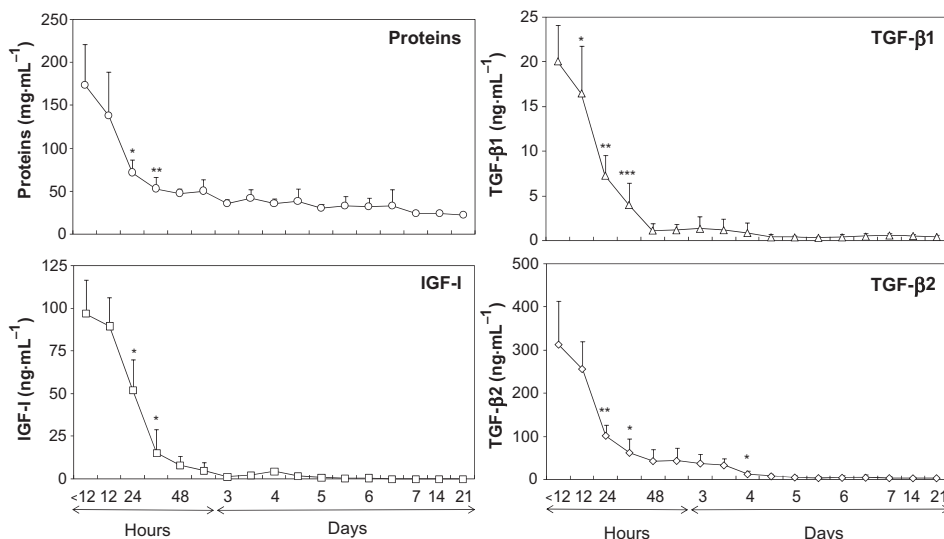 Proteins
Proteins (mg·mL⁻¹)
250
200
150
100
50
0
*
**
TGF-β1
TGF-β1 (ng·mL⁻¹)
25
20
15
10
5
0
*
**
***
IGF-I
IGF-I (ng·mL⁻¹)
125
100
75
50
25
0
*
*
<12 12 24 48 3 4 5 6 7 14 21
Hours Days
TGF-β2
TGF-β2 (ng·mL⁻¹)
500
400
300
200
100
0
**
*
*
<12 12 24 48 3 4 5 6 7 14 21
Hours Days